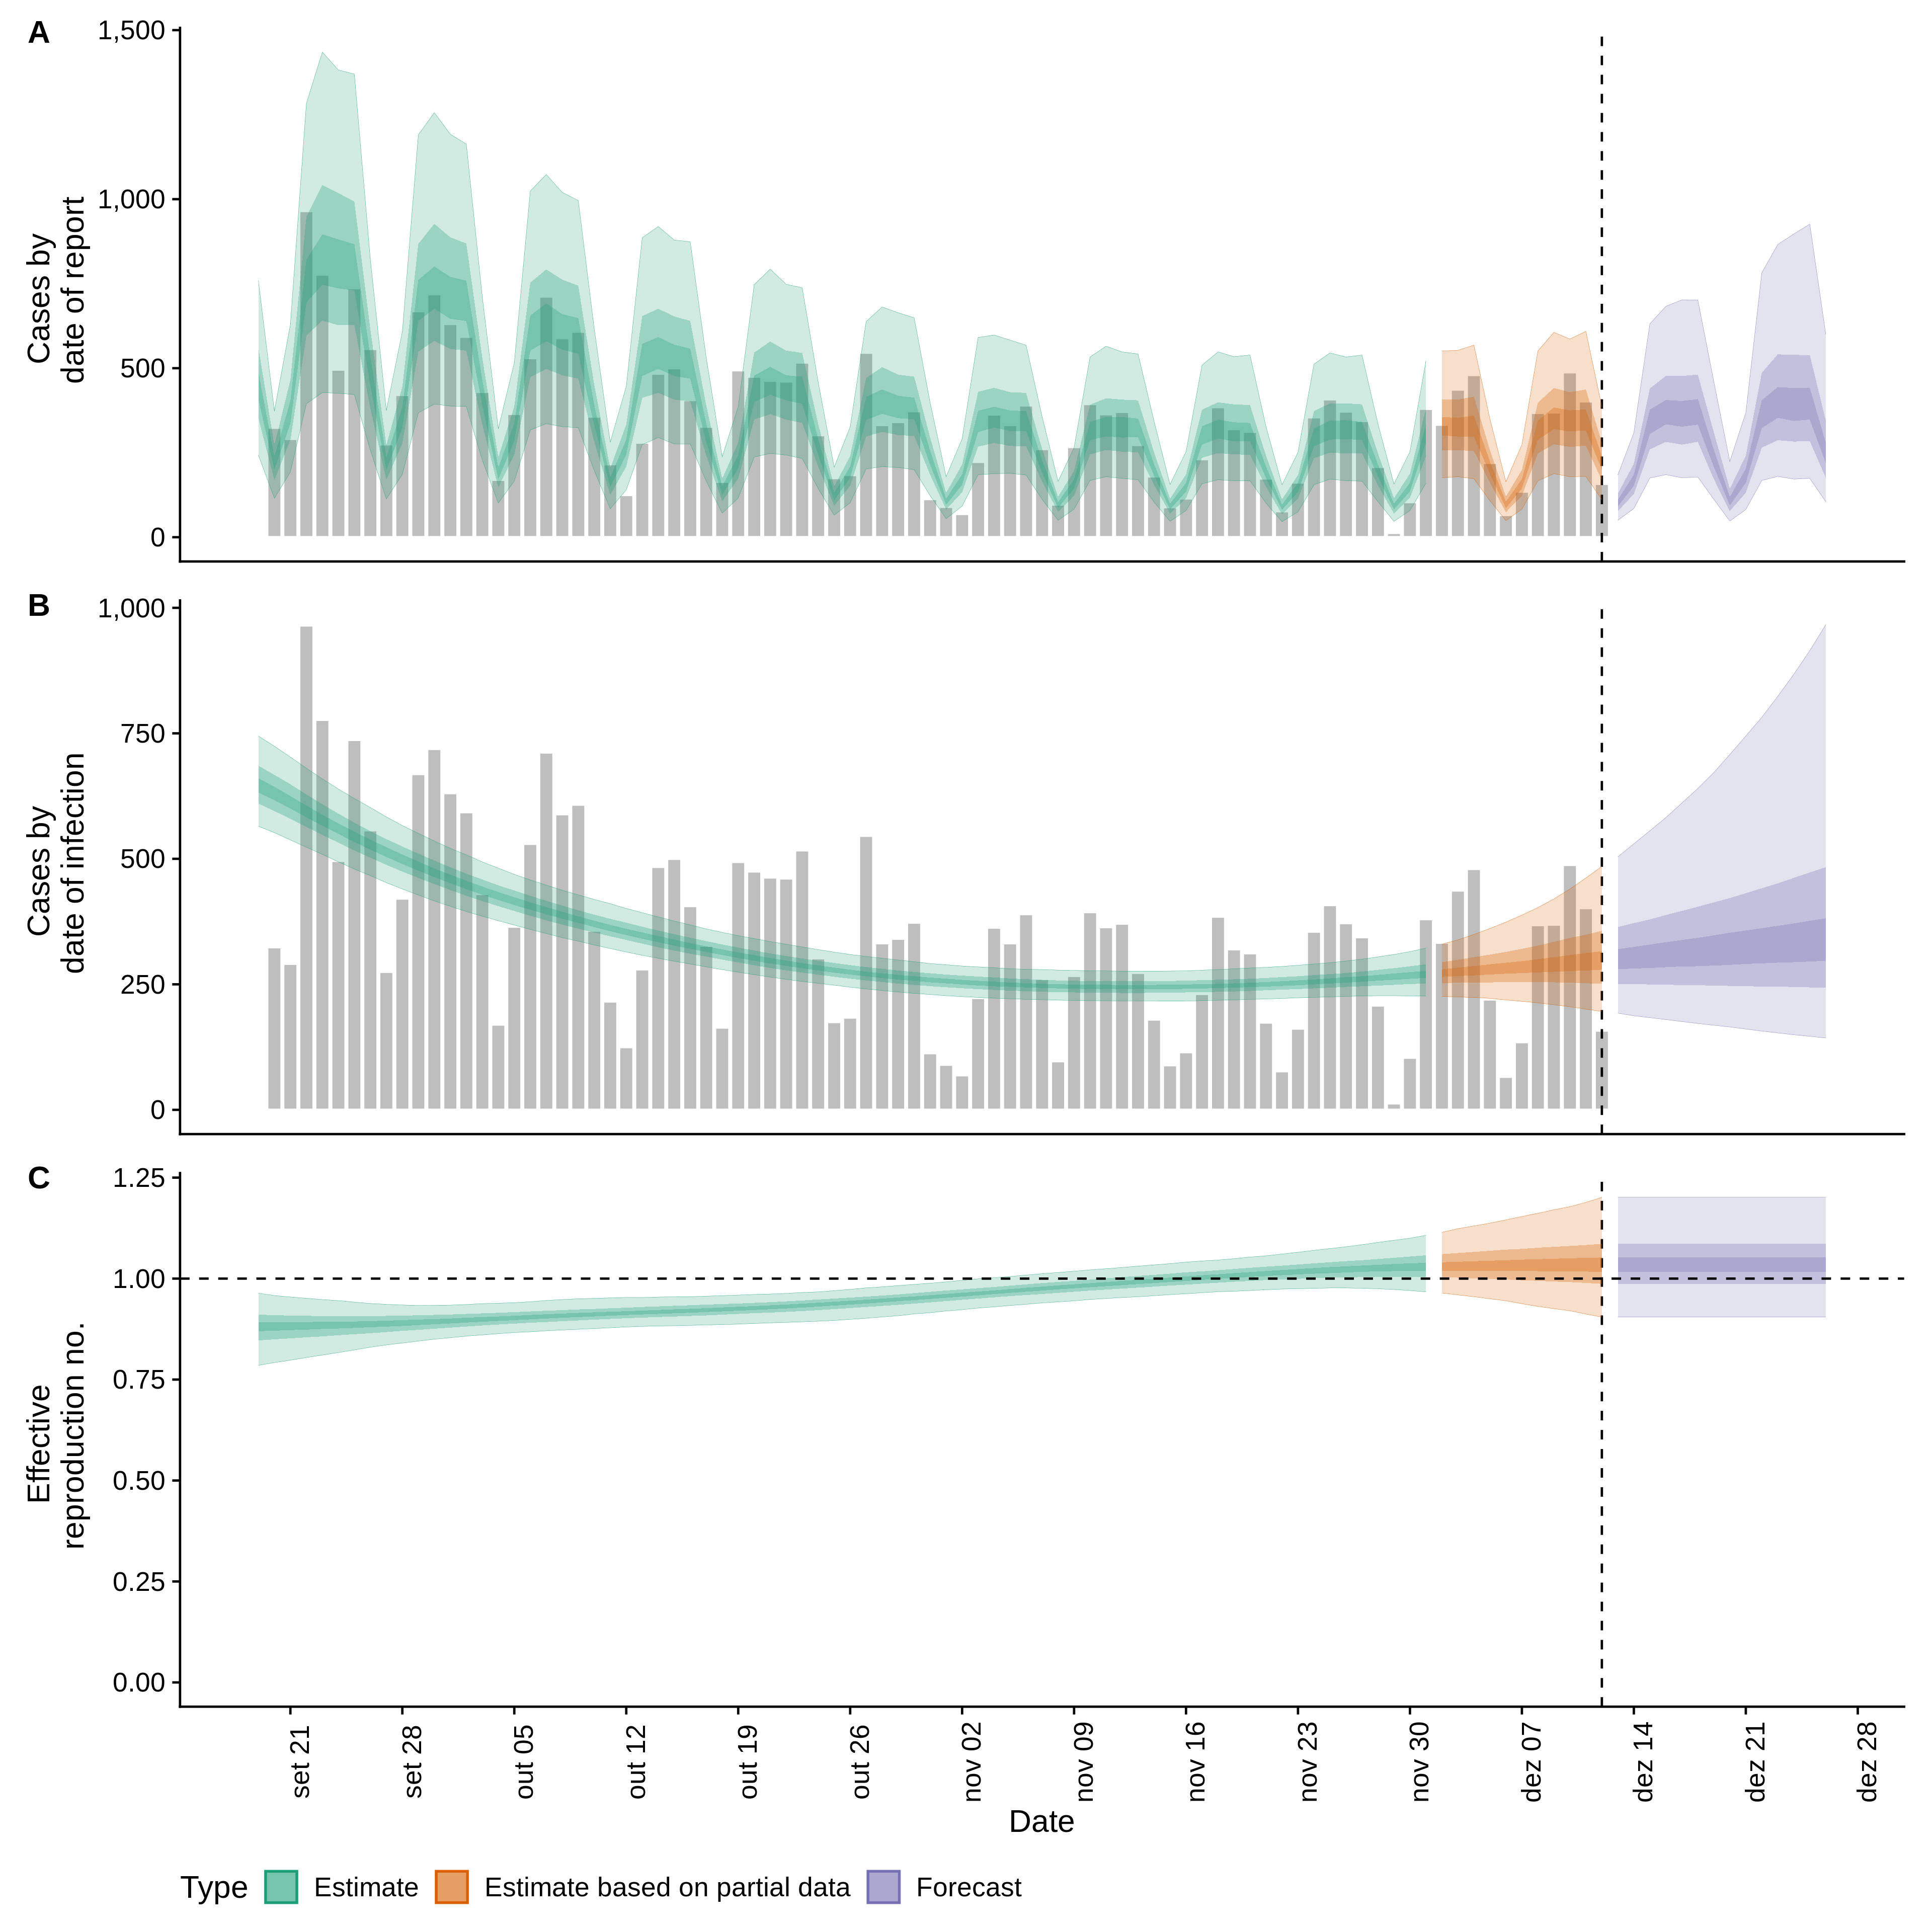 A
1,500
1,000
500
0
Cases by
date of report
B
1,000
750
500
250
0
Cases by
date of infection
C
1.25
1.00
0.75
0.50
0.25
0.00
Effective
reproduction no.
set 21
set 28
out 05
out 12
out 19
out 26
nov 02
nov 09
nov 16
nov 23
nov 30
dez 07
dez 14
dez 21
dez 28
Date
Type Estimate Estimate based on partial data Forecast